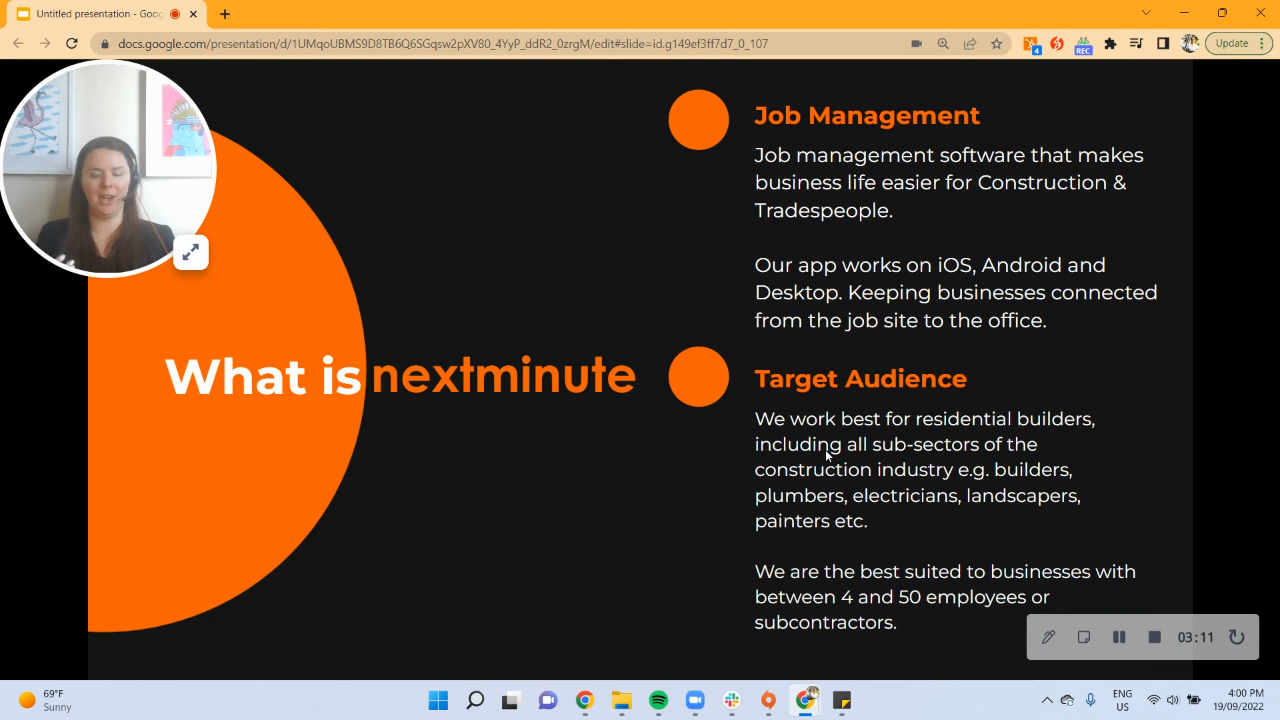 Untitled presentation - Goog
docs.google.com/presentation/d/1UMqoUBMS9D8TB6Q6SGqsw2pXV80_4YyP_ddR2_0zrgM/edit#slide=id.g149ef3ff7d7_0_107
4
REC
Update
Job Management
Job management software that makes
business life easier for Construction &
Tradespeople.
Our app works on iOS, Android and
Desktop. Keeping businesses connected
from the job site to the office.
What is nextminute
Target Audience
We work best for residential builders,
including all sub-sectors of the
construction industry e.g. builders,
plumbers, electricians, landscapers,
painters etc.
We are the best suited to businesses with
between 4 and 50 employees or
subcontractors.
03:11
69°F
Sunny
ENG
US
4:00 PM
19/09/2022